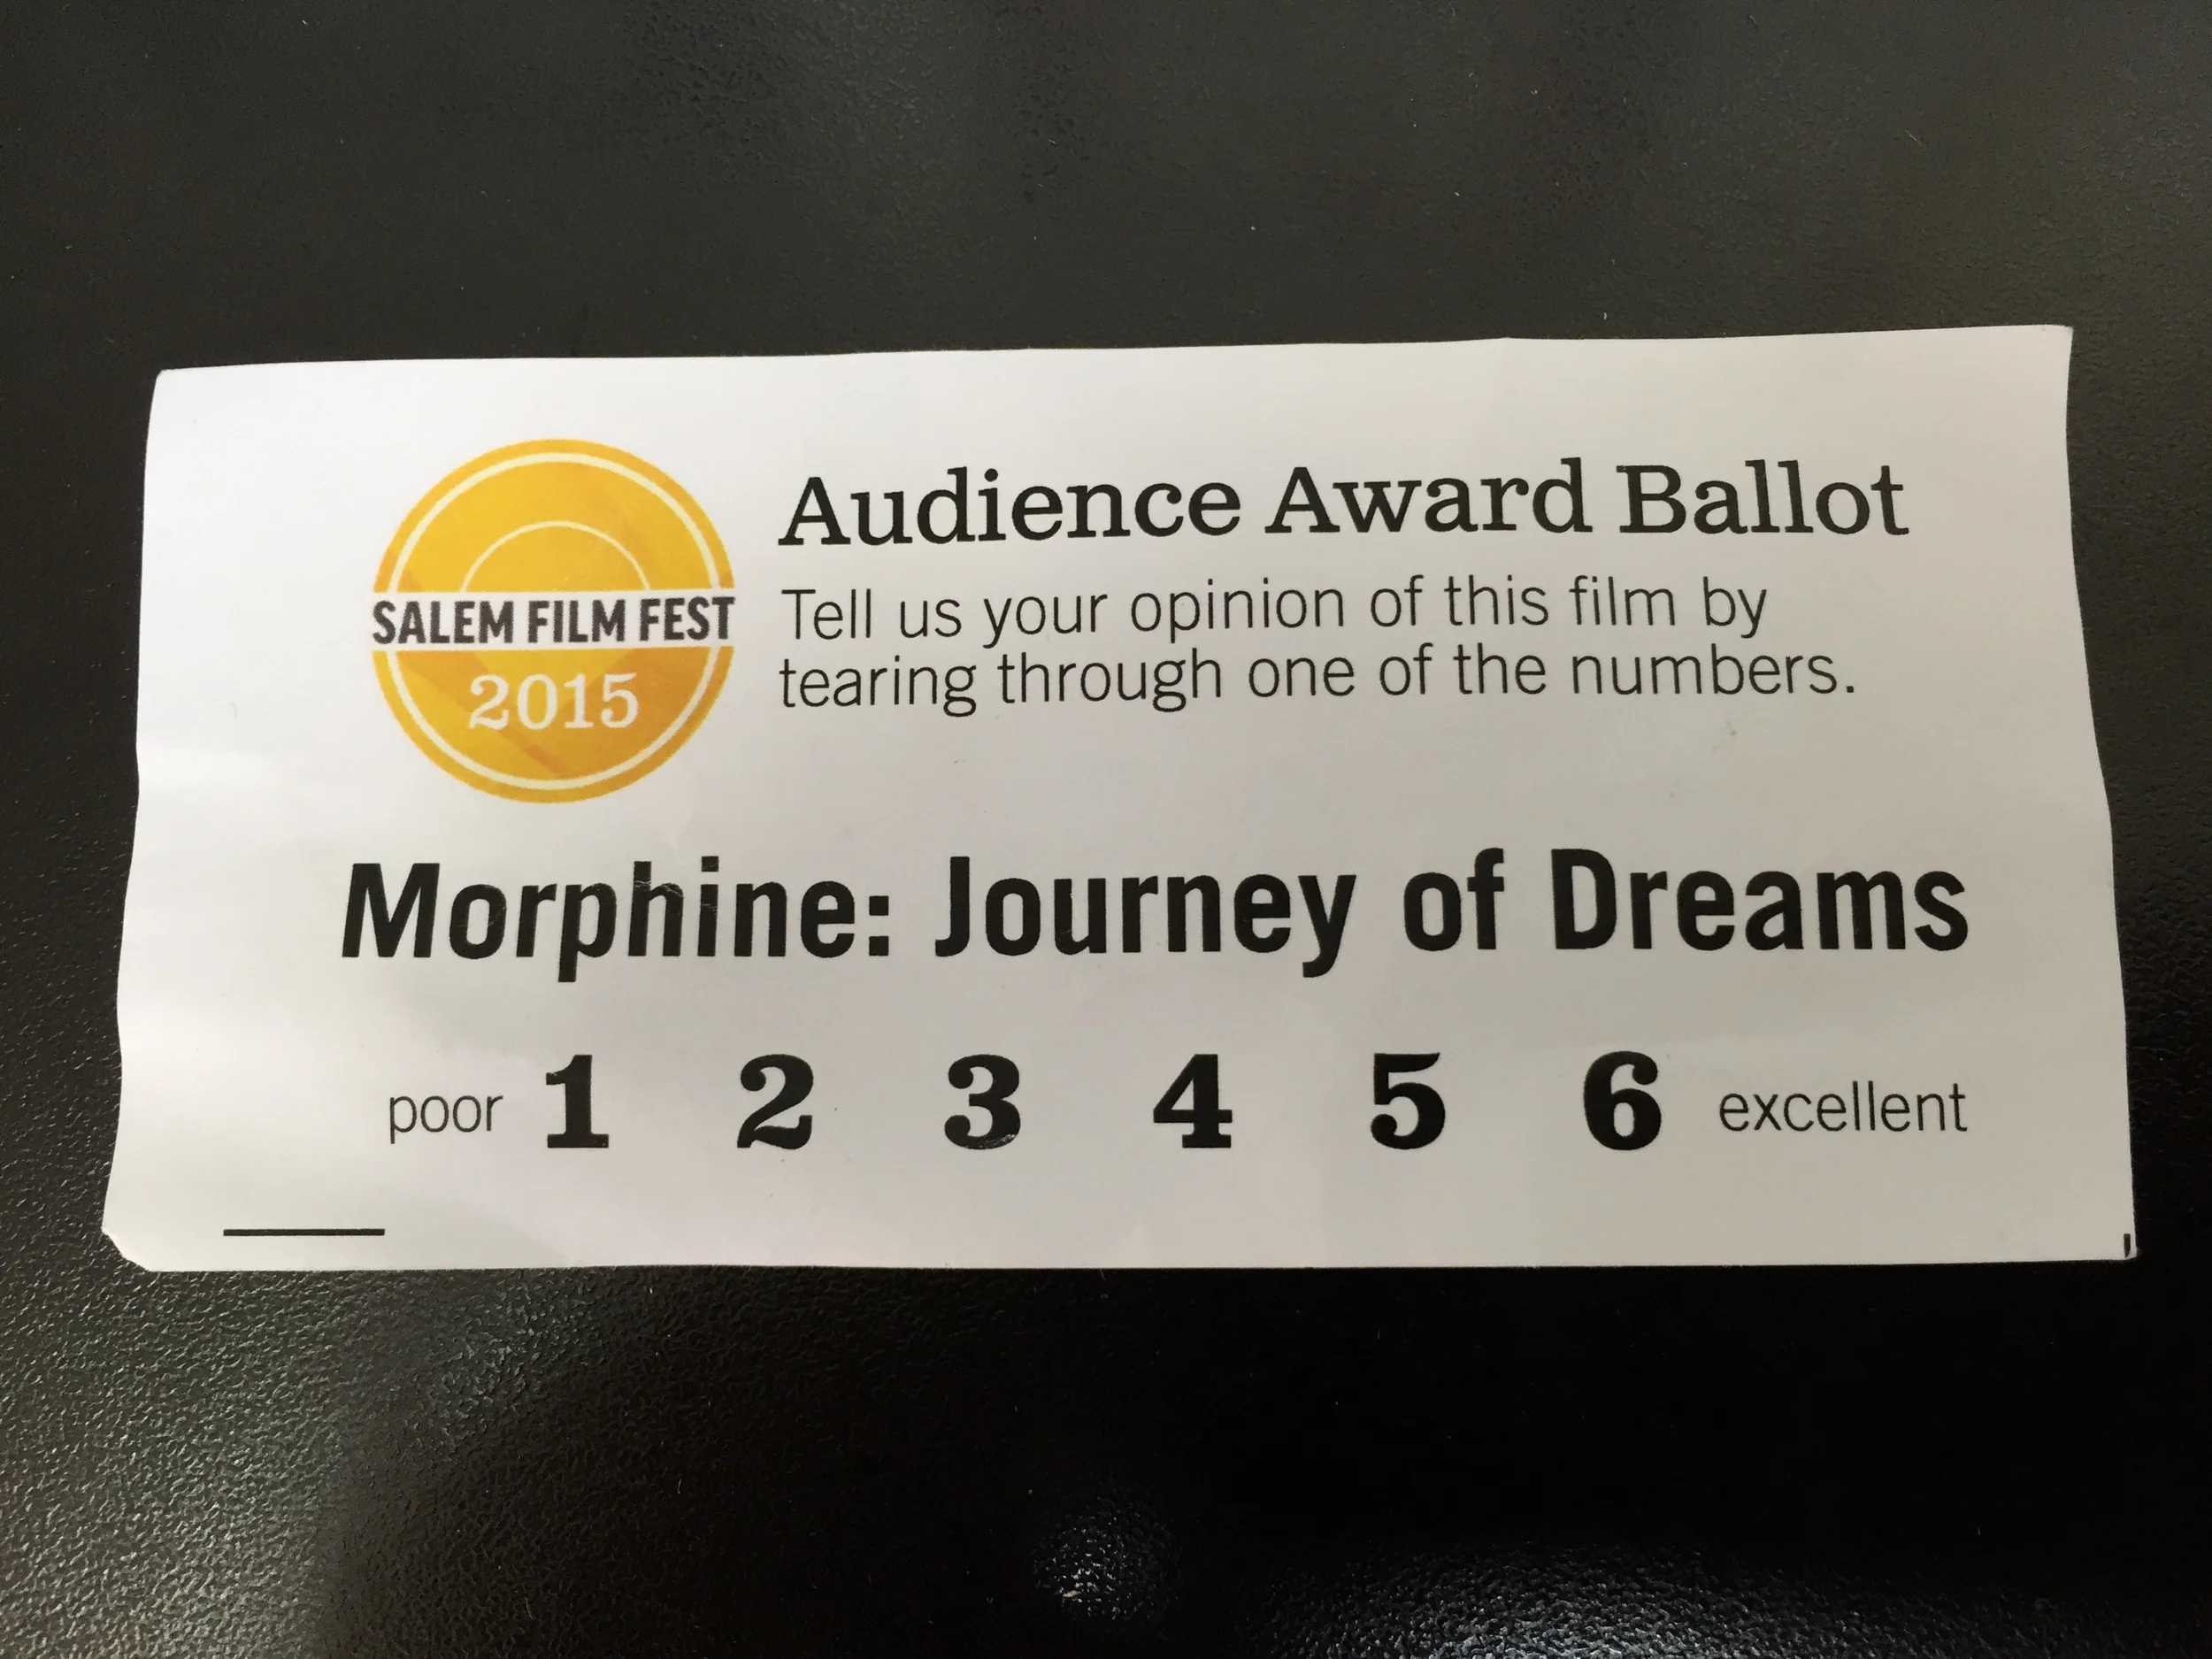 SALEM FILM FEST
2015
Audience Award Ballot
Tell us your opinion of this film by
tearing through one of the numbers.
Morphine: Journey of Dreams
poor 1 2 3 4 5 6 excellent